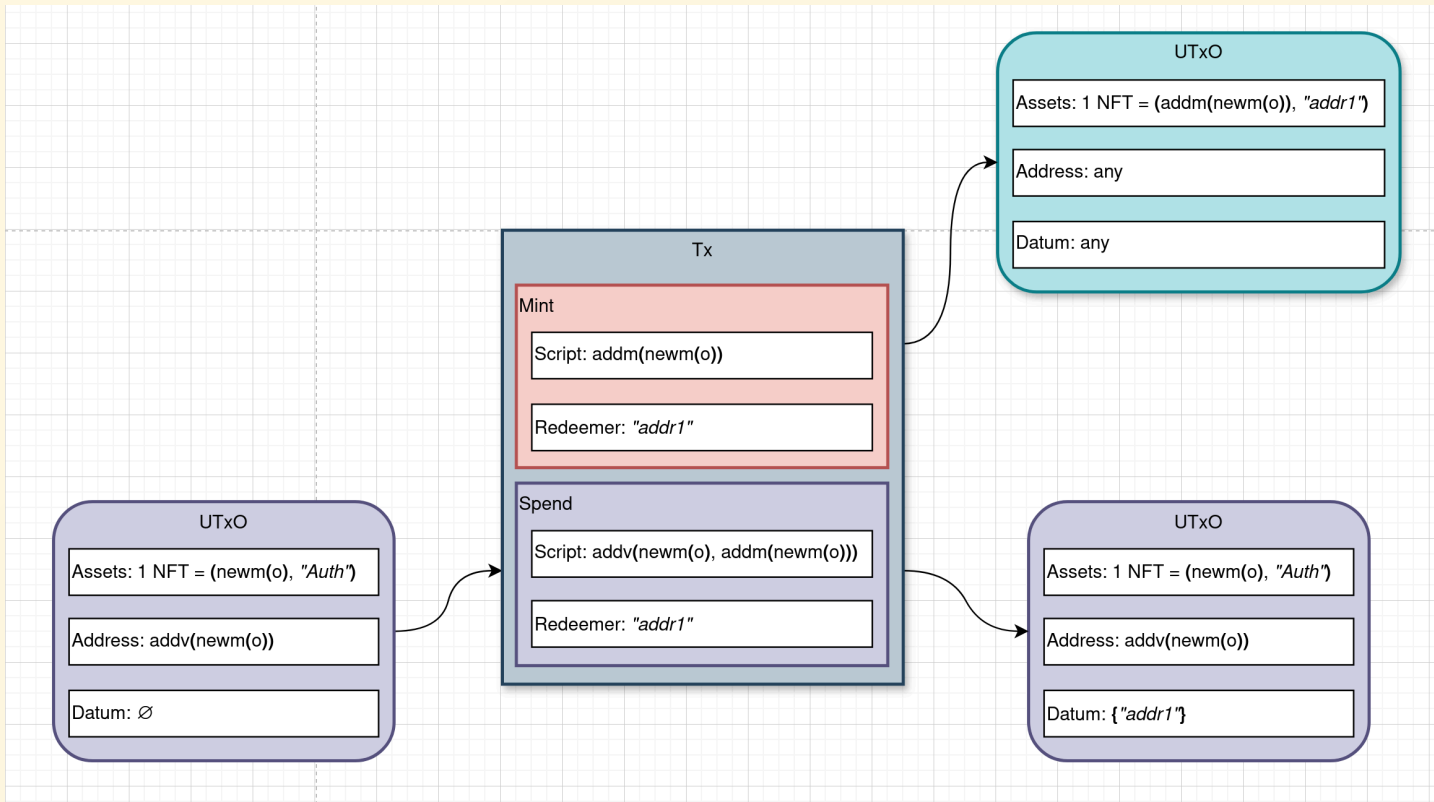 UTxO
Assets: 1 NFT = (addm(newm(o)), "addr1")
Address: any
Datum: any
Tx
Mint
Script: addm(newm(o))
Redeemer: "addr1"
Spend
Script: addv(newm(o), addm(newm(o)))
Redeemer: "addr1"
UTxO
Assets: 1 NFT = (newm(o), "Auth")
Address: addv(newm(o))
Datum: ∅
UTxO
Assets: 1 NFT = (newm(o), "Auth")
Address: addv(newm(o))
Datum: {"addr1"}